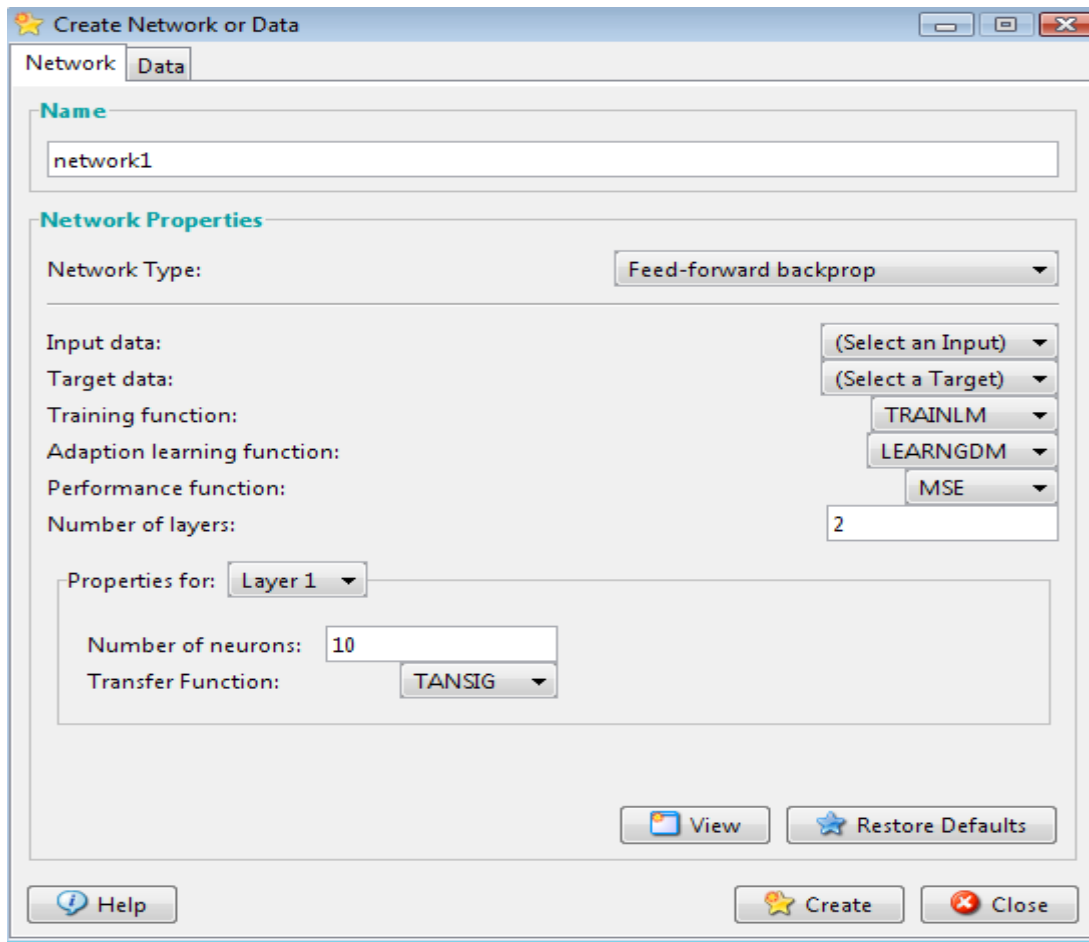 Create Network or Data
Network Data
Name
network1
Network Properties
Network Type: Feed-forward backprop
Input data: (Select an Input)
Target data: (Select a Target)
Training function: TRAINLM
Adaption learning function: LEARNGDM
Performance function: MSE
Number of layers: 2
Properties for: Layer 1
Number of neurons: 10
Transfer Function: TANSIG
View Restore Defaults
Help Create Close